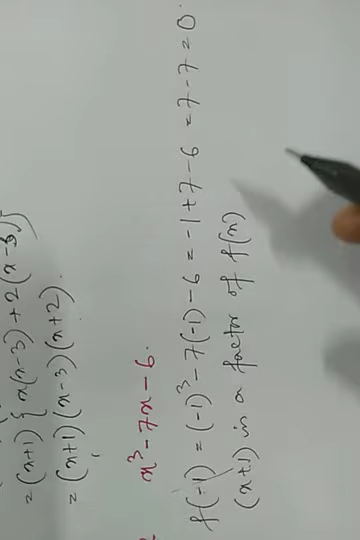 = (x+1) { x(x-3) + 2(x-3) }
= (x+1) (x-3) (x+2).
x³ - 7x - 6.
f(-1) = (-1)³ - 7(-1) - 6 = -1 + 7 - 6 = 7 - 7 = 0.
(x+1) is a factor of f(x)